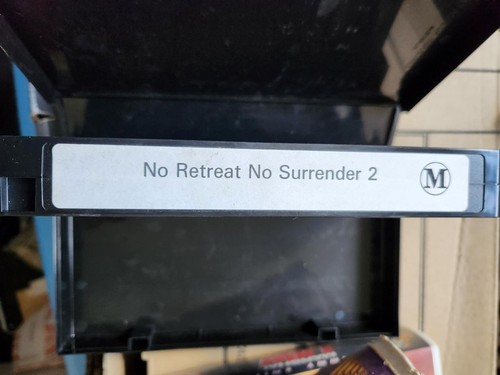 No Retreat No Surrender 2
M